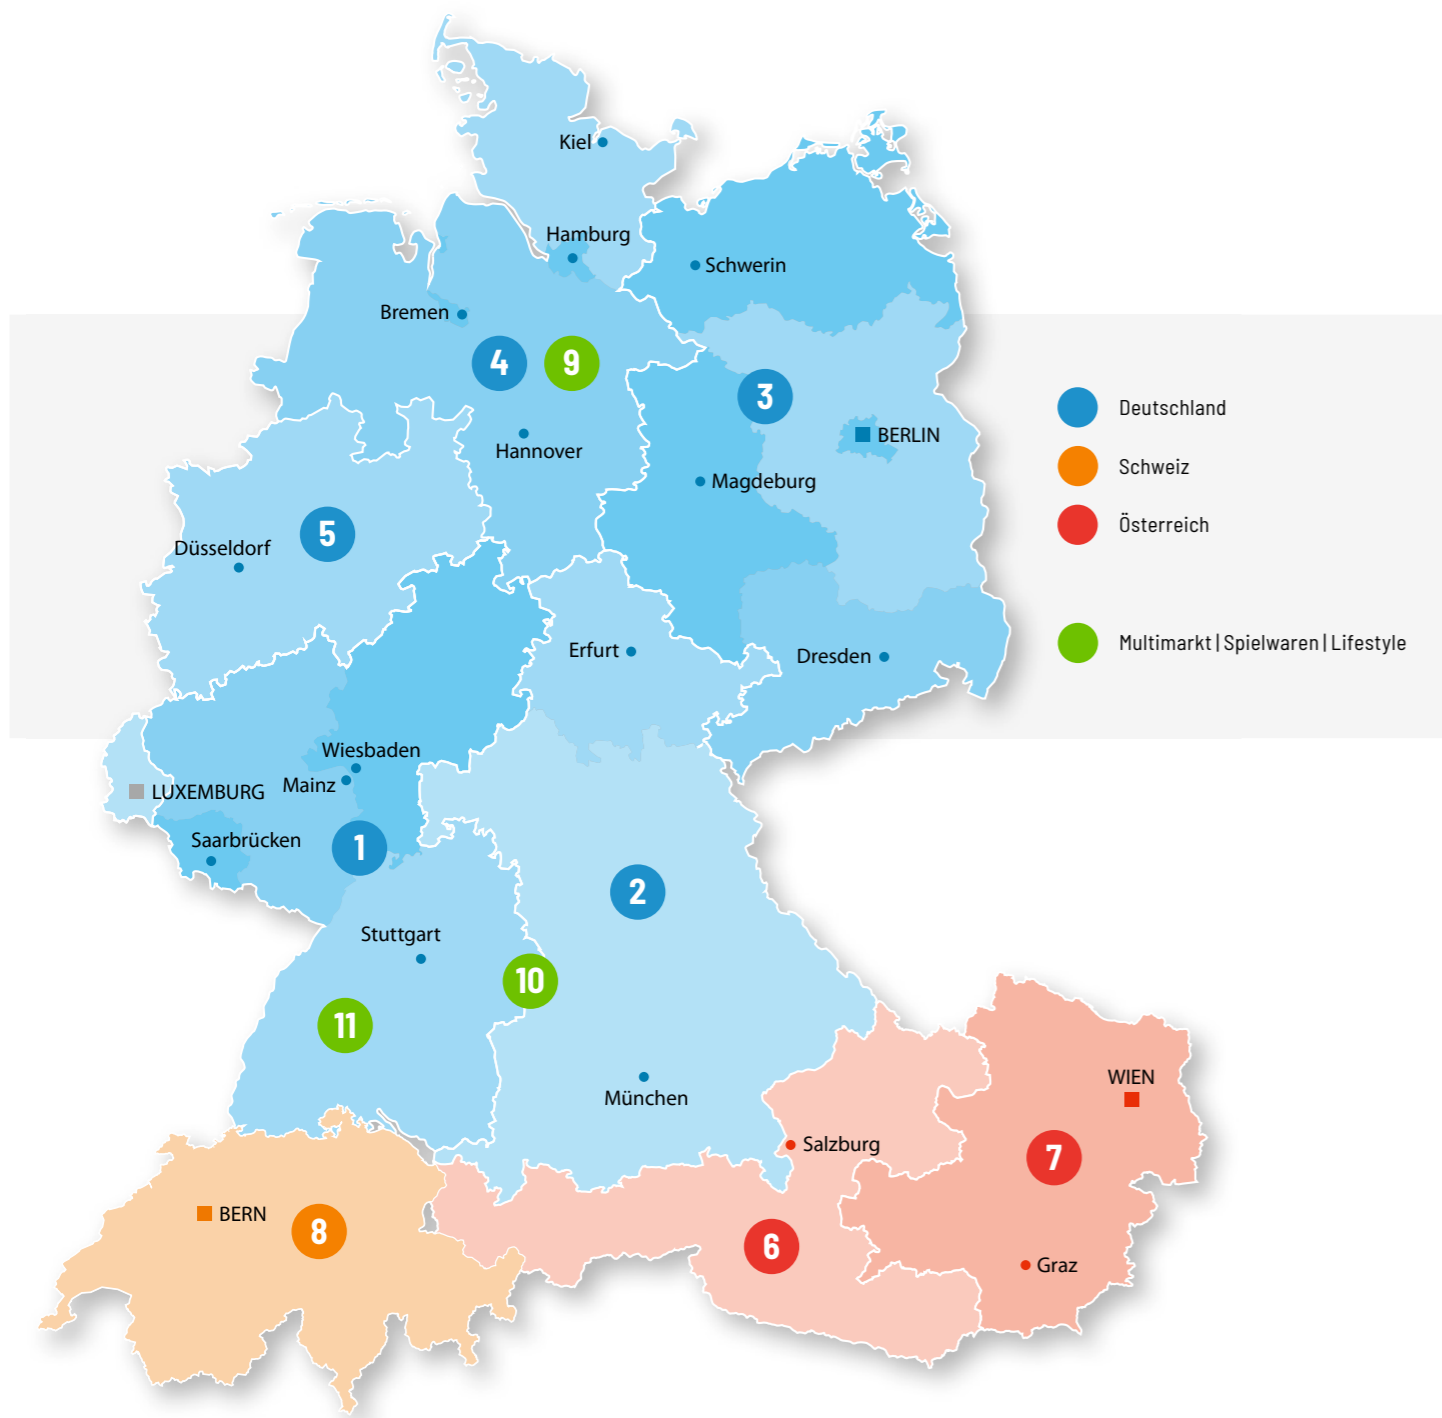 Kiel
Hamburg
Schwerin
Bremen
4
9
3
Deutschland
BERLIN
Hannover
Schweiz
Magdeburg
Österreich
5
Düsseldorf
Erfurt
Dresden
Multimarkt | Spielwaren | Lifestyle
Wiesbaden
Mainz
LUXEMBURG
Saarbrücken
1
2
Stuttgart
10
11
München
WIEN
Salzburg
7
BERN
8
6
Graz